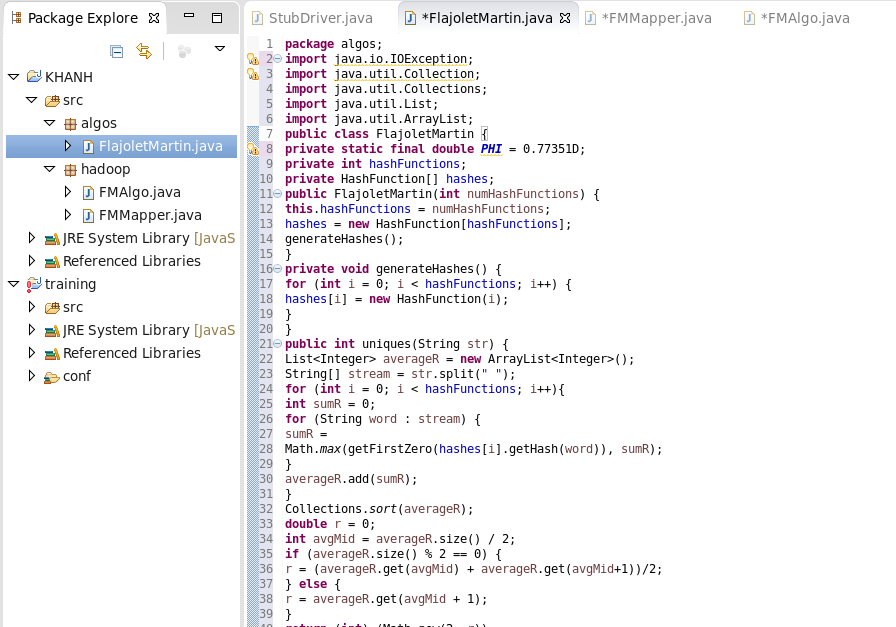 Package Explore
StubDriver.java
*FlajoletMartin.java
*FMMapper.java
*FMAlgo.java
KHANH
src
algos
FlajoletMartin.java
hadoop
FMAlgo.java
FMMapper.java
JRE System Library [JavaS
Referenced Libraries
training
src
JRE System Library [JavaS
Referenced Libraries
conf
1 package algos;
2 import java.io.IOException;
3 import java.util.Collection;
4 import java.util.Collections;
5 import java.util.List;
6 import java.util.ArrayList;
7 public class FlajoletMartin {
8 private static final double PHI = 0.77351D;
9 private int hashFunctions;
10 private HashFunction[] hashes;
11 public FlajoletMartin(int numHashFunctions) {
12 this.hashFunctions = numHashFunctions;
13 hashes = new HashFunction[hashFunctions];
14 generateHashes();
15 }
16 private void generateHashes() {
17 for (int i = 0; i < hashFunctions; i++) {
18 hashes[i] = new HashFunction(i);
19 }
20 }
21 public int uniques(String str) {
22 List<Integer> averageR = new ArrayList<Integer>();
23 String[] stream = str.split(" ");
24 for (int i = 0; i < hashFunctions; i++){
25 int sumR = 0;
26 for (String word : stream) {
27 sumR =
28 Math.max(getFirstZero(hashes[i].getHash(word)), sumR);
29 }
30 averageR.add(sumR);
31 }
32 Collections.sort(averageR);
33 double r = 0;
34 int avgMid = averageR.size() / 2;
35 if (averageR.size() % 2 == 0) {
36 r = (averageR.get(avgMid) + averageR.get(avgMid+1))/2;
37 } else {
38 r = averageR.get(avgMid + 1);
39 }